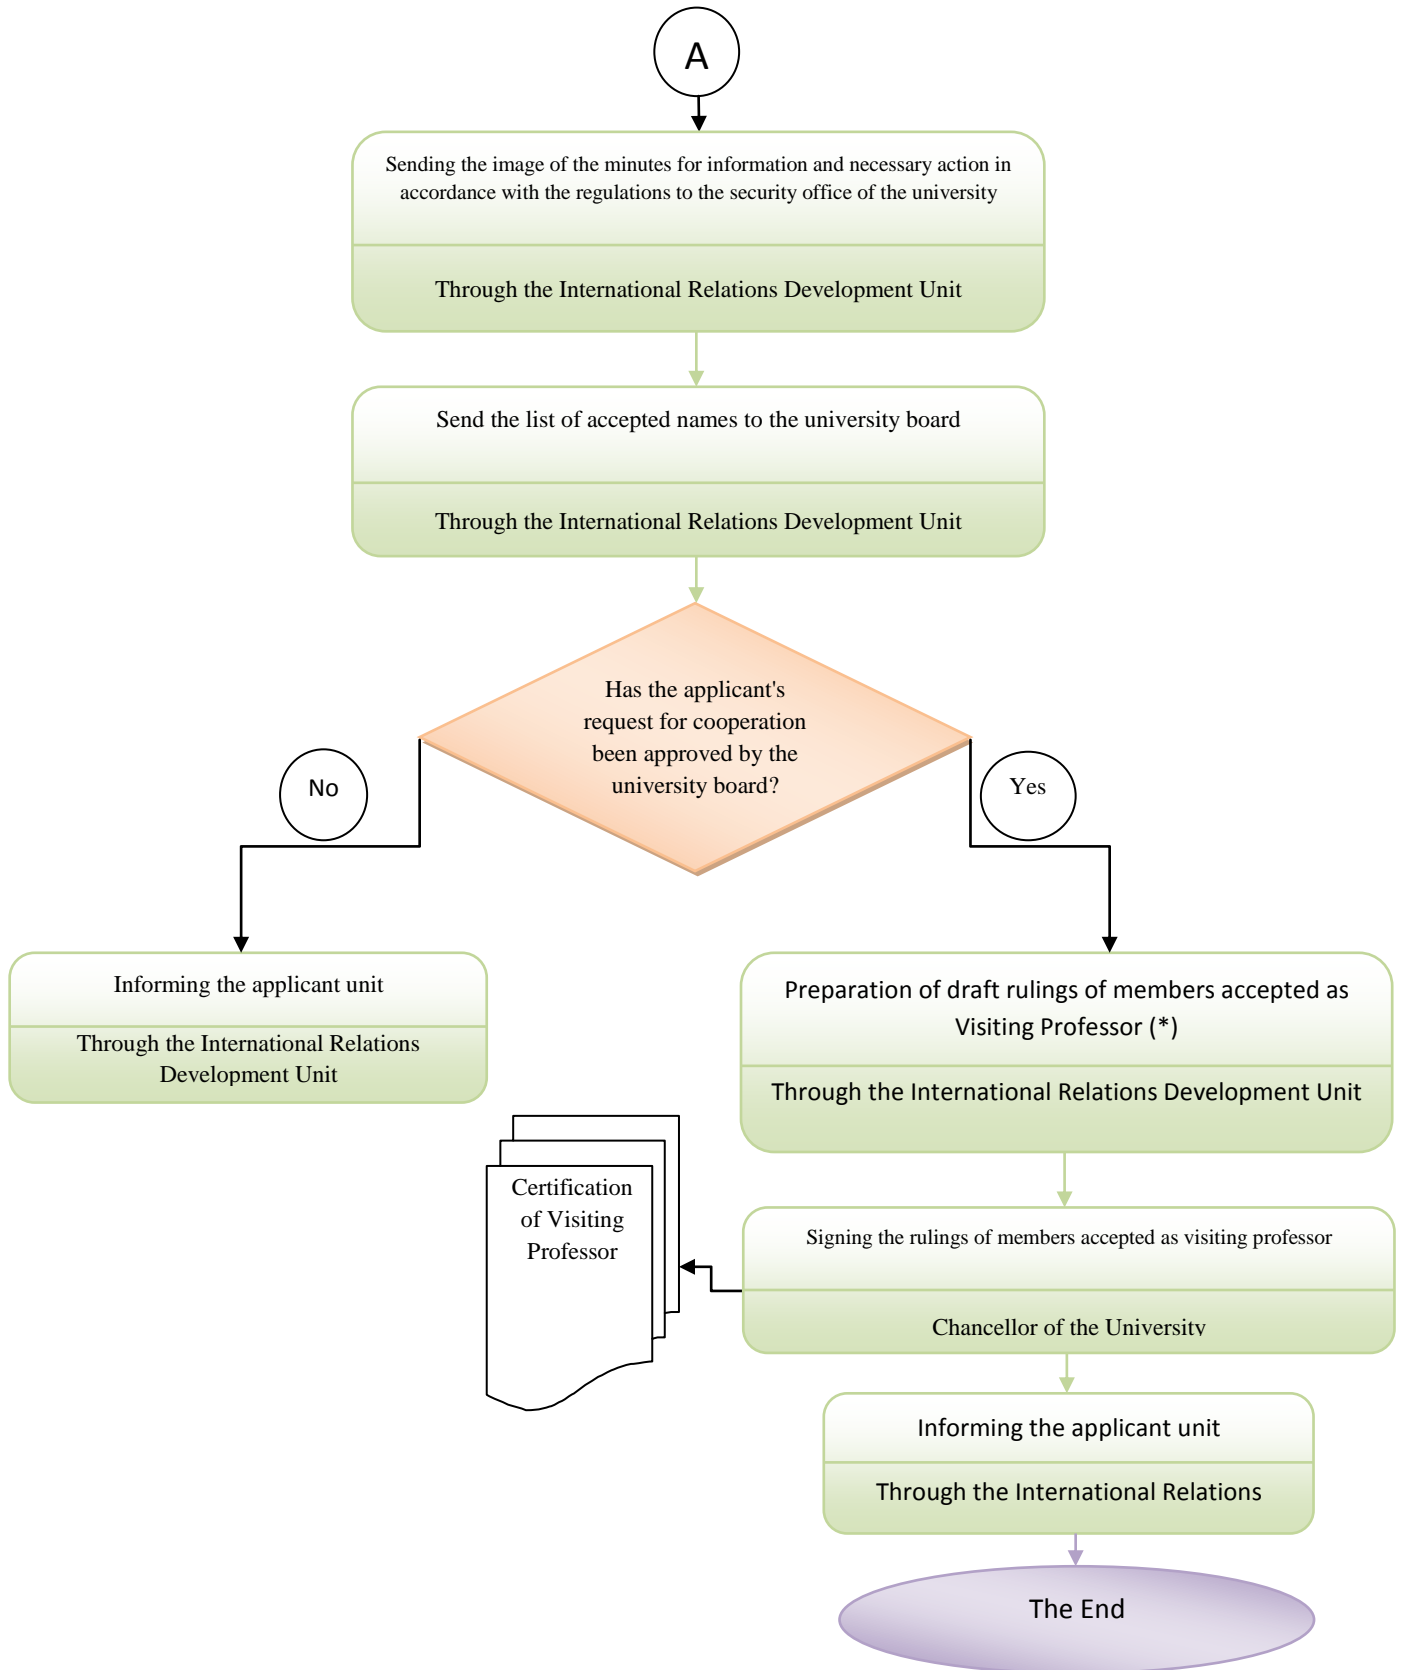 A
Sending the image of the minutes for information and necessary action in
accordance with the regulations to the security office of the university
Through the International Relations Development Unit
Send the list of accepted names to the university board
Through the International Relations Development Unit
Has the applicant's
request for cooperation
been approved by the
university board?
No
Yes
Informing the applicant unit
Through the International Relations
Development Unit
Preparation of draft rulings of members accepted as
Visiting Professor (*)
Through the International Relations Development Unit
Certification
of Visiting
Professor
Signing the rulings of members accepted as visiting professor
Chancellor of the University
Informing the applicant unit
Through the International Relations
The End